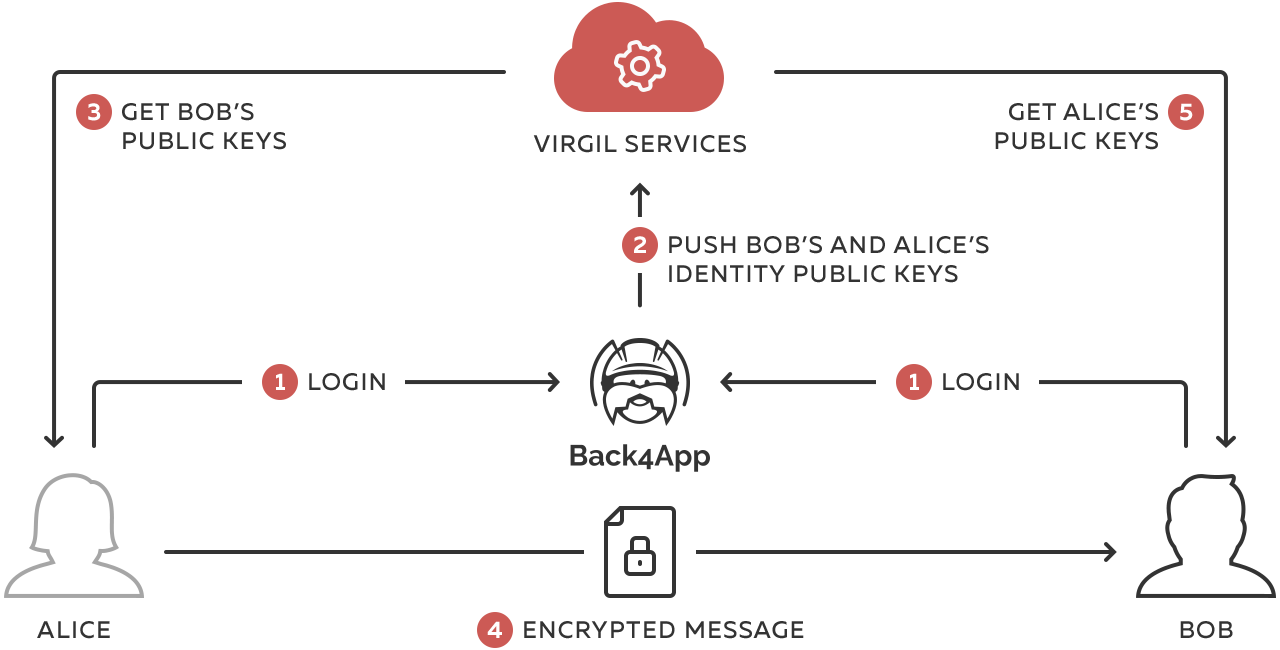 3 GET BOB'S
PUBLIC KEYS
VIRGIL SERVICES
GET ALICE'S 5
PUBLIC KEYS
2 PUSH BOB'S AND ALICE'S
IDENTITY PUBLIC KEYS
1 LOGIN
1 LOGIN
Back4App
ALICE
4 ENCRYPTED MESSAGE
BOB